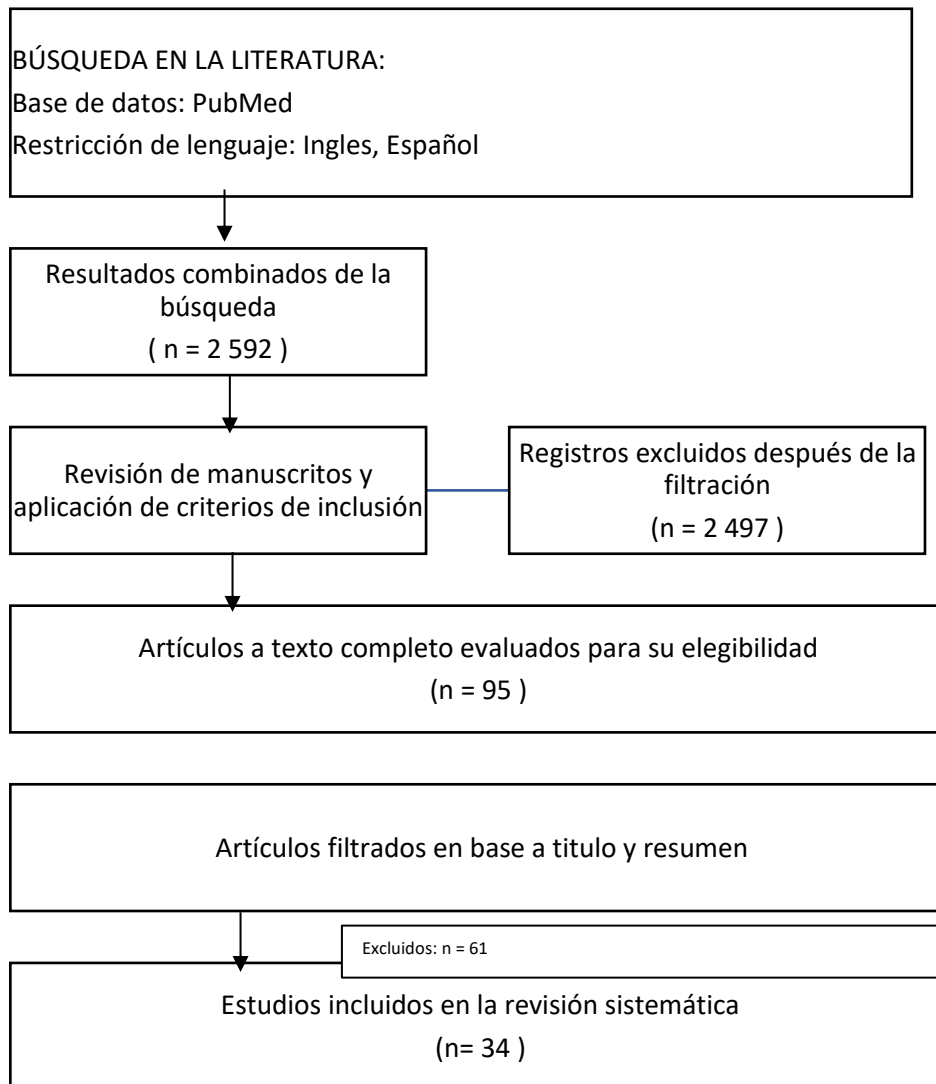 BÚSQUEDA EN LA LITERATURA:
Base de datos: PubMed
Restricción de lenguaje: Ingles, Español
Resultados combinados de la
búsqueda
( n = 2 592 )
Revisión de manuscritos y
aplicación de criterios de inclusión
Registros excluidos después de la
filtración
(n = 2 497 )
Artículos a texto completo evaluados para su elegibilidad
(n = 95 )
Artículos filtrados en base a titulo y resumen
Excluidos: n = 61
Estudios incluidos en la revisión sistemática
(n= 34 )